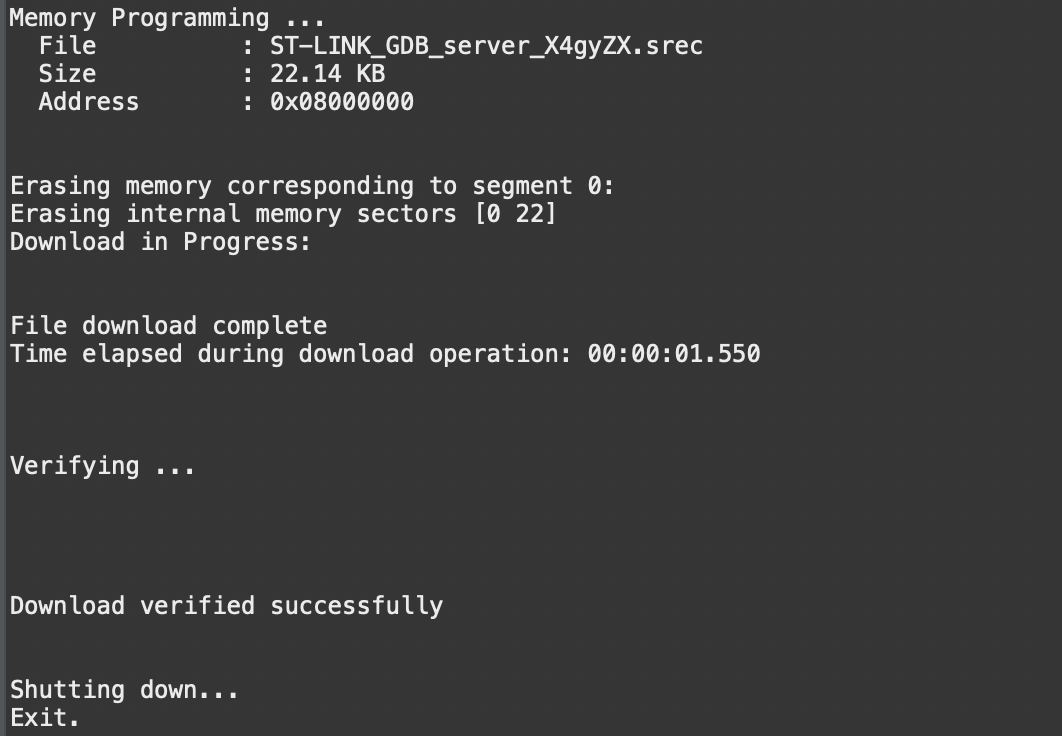 Memory Programming ...
File : ST-LINK_GDB_server_X4gyZX.srec
Size : 22.14 KB
Address : 0x08000000
Erasing memory corresponding to segment 0:
Erasing internal memory sectors [0 22]
Download in Progress:
File download complete
Time elapsed during download operation: 00:00:01.550
Verifying ...
Download verified successfully
Shutting down...
Exit.